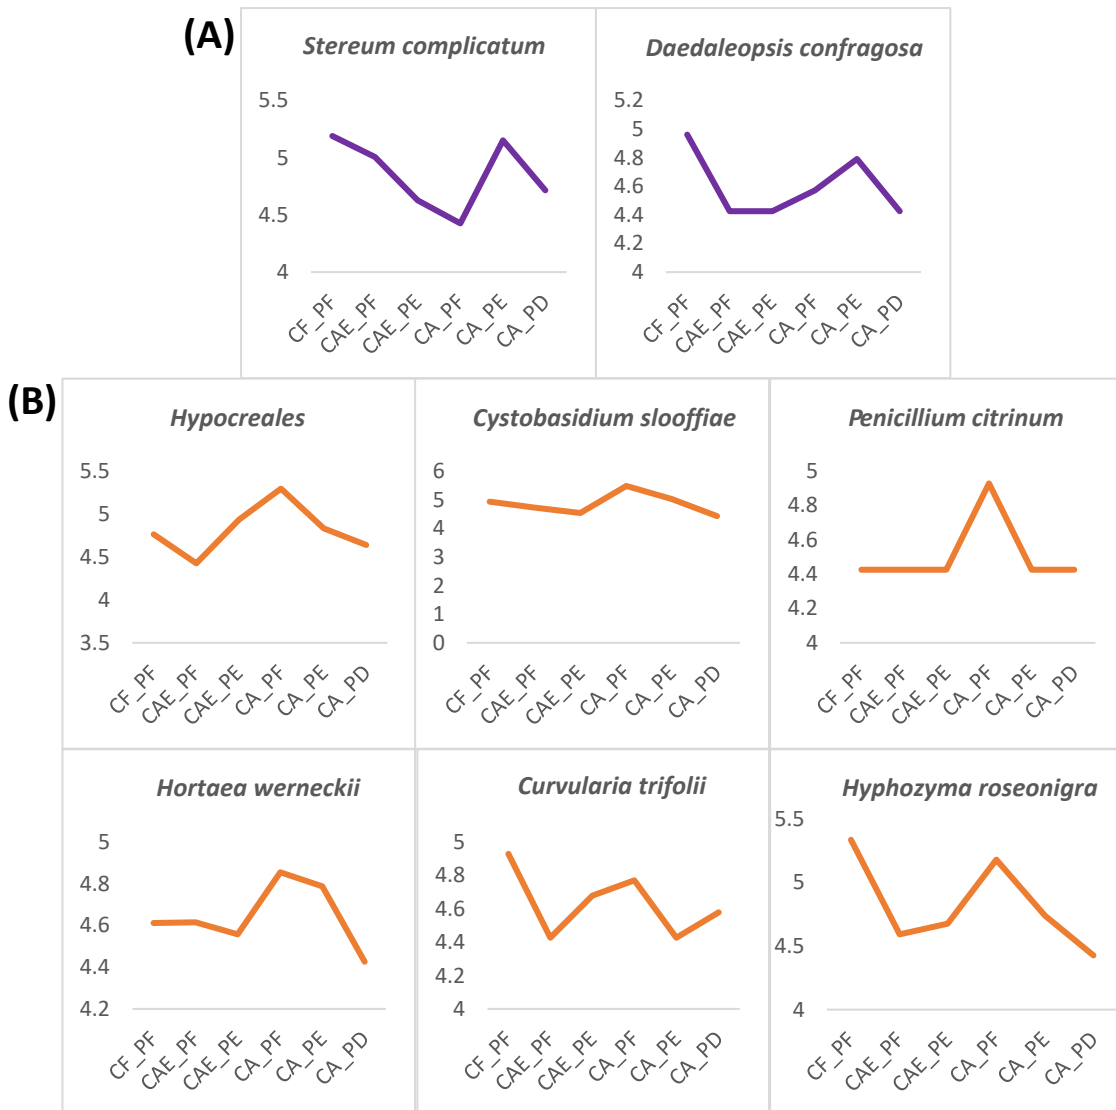 (A)
Stereum complicatum
5.5
5
4.5
4
CF_PF
CAE_PF
CAE_PE
CA_PF
CA_PE
CA_PD
Daedaleopsis confragosa
5.2
5
4.8
4.6
4.4
4.2
4
CF_PF
CAE_PF
CAE_PE
CA_PF
CA_PE
CA_PD
(B)
Hypocreales
5.5
5
4.5
4
3.5
CF_PF
CAE_PF
CAE_PE
CA_PF
CA_PE
CA_PD
Cystobasidium slooffiae
6
5
4
3
2
1
0
CF_PF
CAE_PF
CAE_PE
CA_PF
CA_PE
CA_PD
Penicillium citrinum
5
4.8
4.6
4.4
4.2
4
CF_PF
CAE_PF
CAE_PE
CA_PF
CA_PE
CA_PD
Hortaea werneckii
5
4.8
4.6
4.4
4.2
CF_PF
CAE_PF
CAE_PE
CA_PF
CA_PE
CA_PD
Curvularia trifolii
5
4.8
4.6
4.4
4.2
4
CF_PF
CAE_PF
CAE_PE
CA_PF
CA_PE
CA_PD
Hyphozyma roseonigra
5.5
5
4.5
4
CF_PF
CAE_PF
CAE_PE
CA_PF
CA_PE
CA_PD